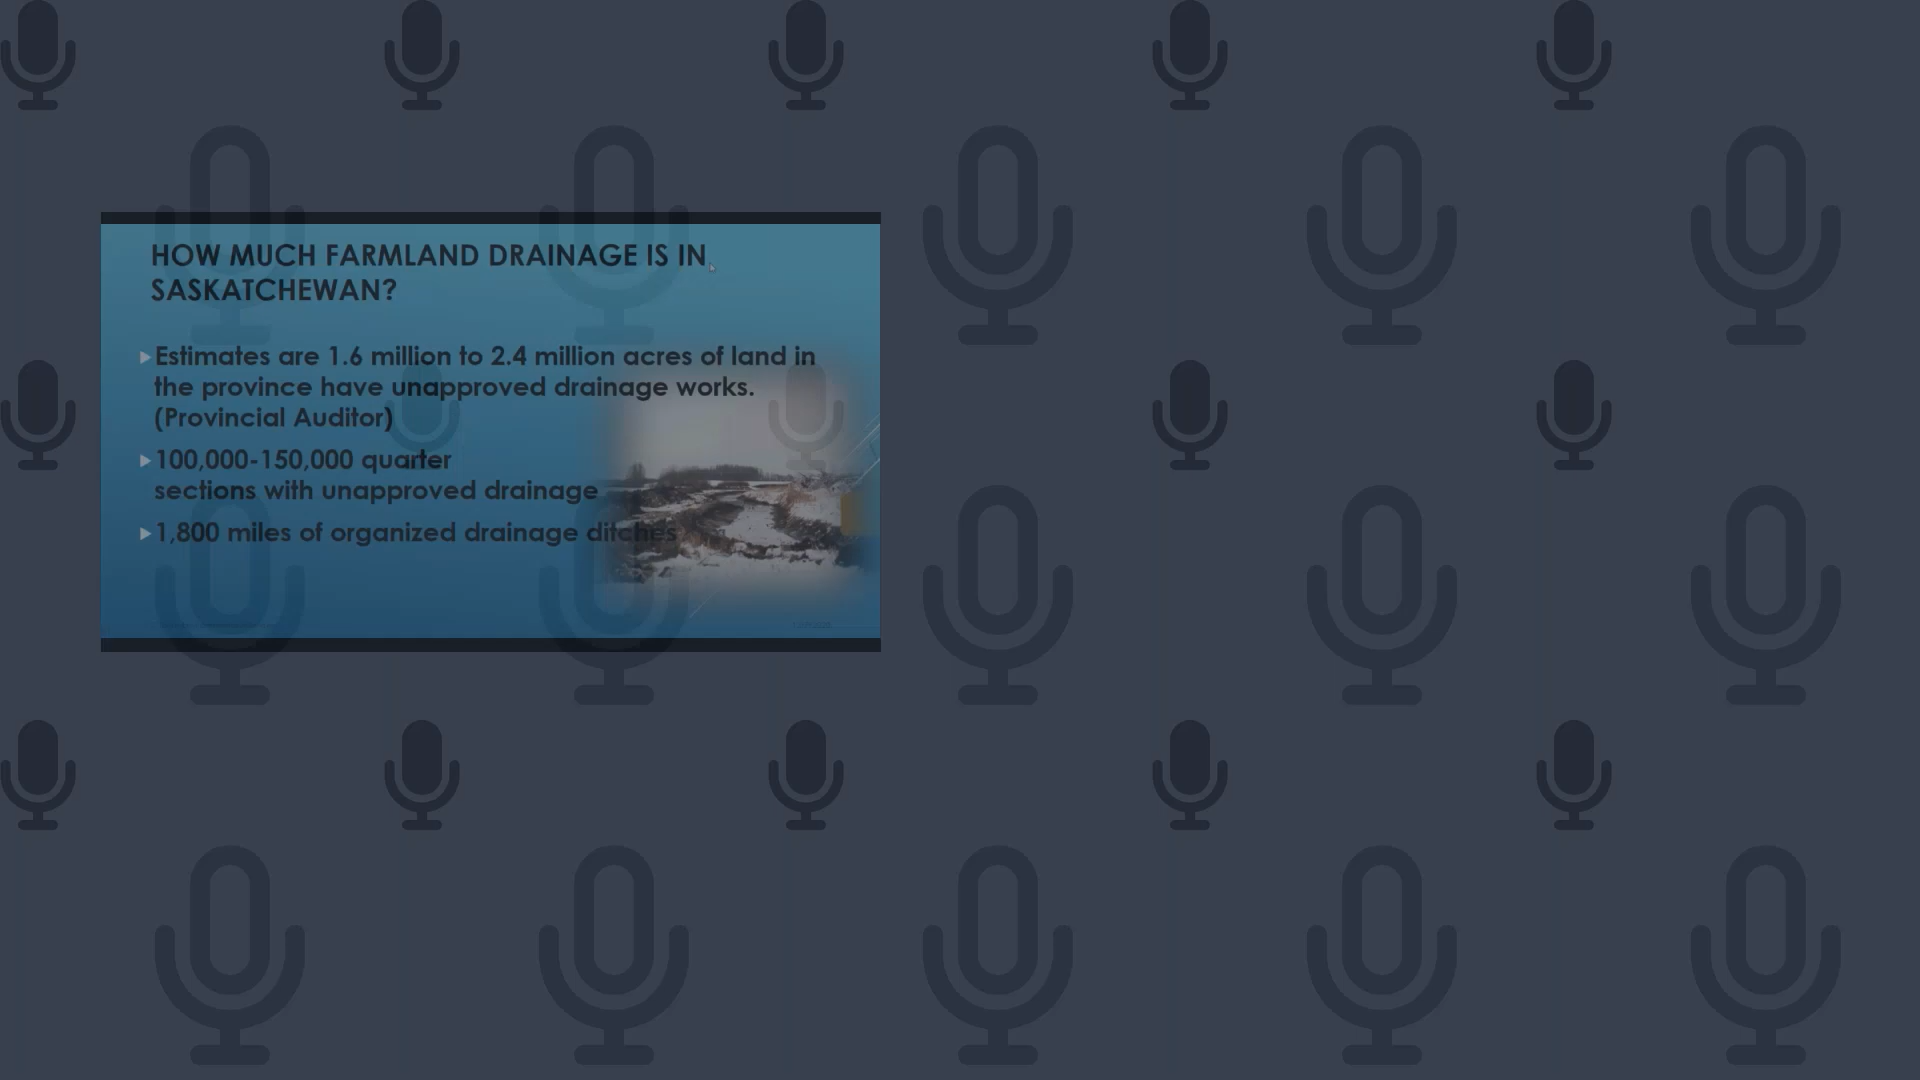 HOW MUCH FARMLAND DRAINAGE IS IN
SASKATCHEWAN?
Estimates are 1.6 million to 2.4 million acres of land in
the province have unapproved drainage works.
(Provincial Auditor)
100,000-150,000 quarter
sections with unapproved drainage
1,800 miles of organized drainage ditches